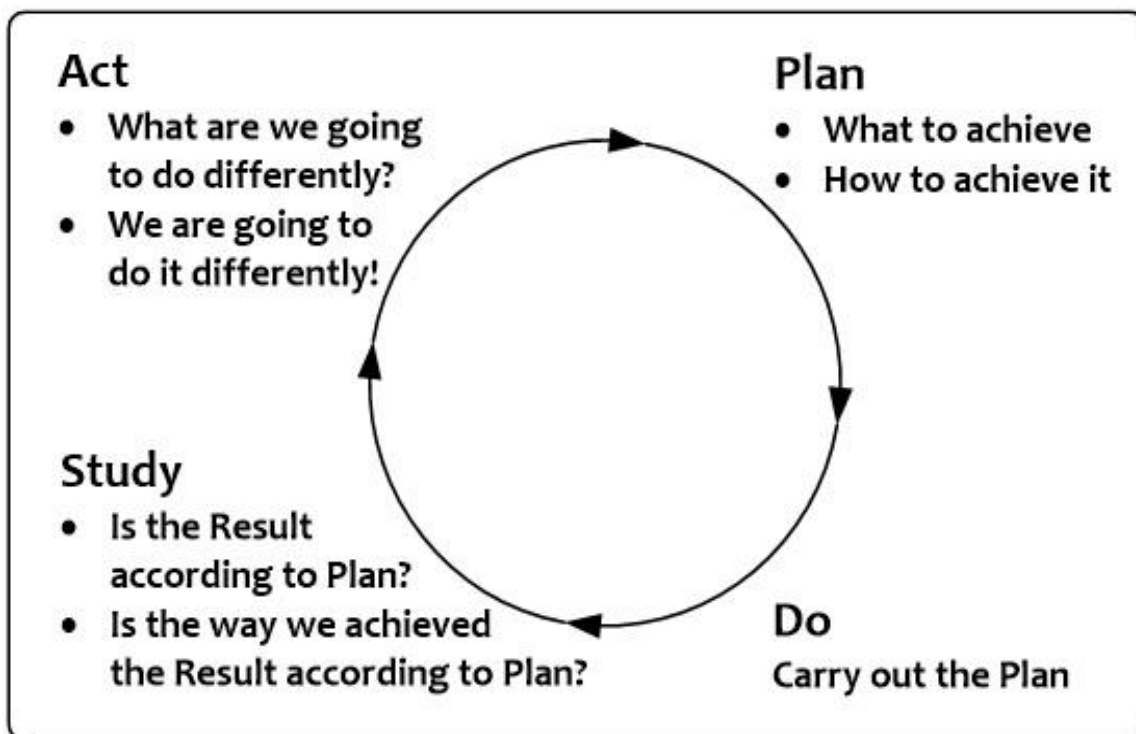 Act
• What are we going
to do differently?
• We are going to
do it differently!
Plan
• What to achieve
• How to achieve it
Study
• Is the Result
according to Plan?
• Is the way we achieved
the Result according to Plan?
Do
Carry out the Plan